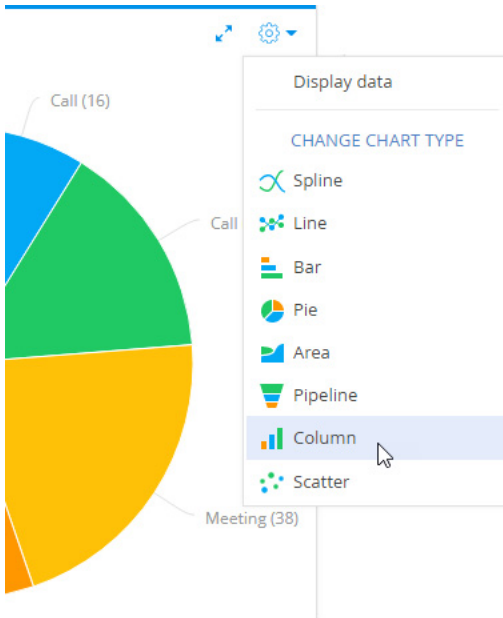 Display data
Call (16)
CHANGE CHART TYPE
Spline
Call
Line
Bar
Pie
Area
Pipeline
Column
Scatter
Meeting (38)